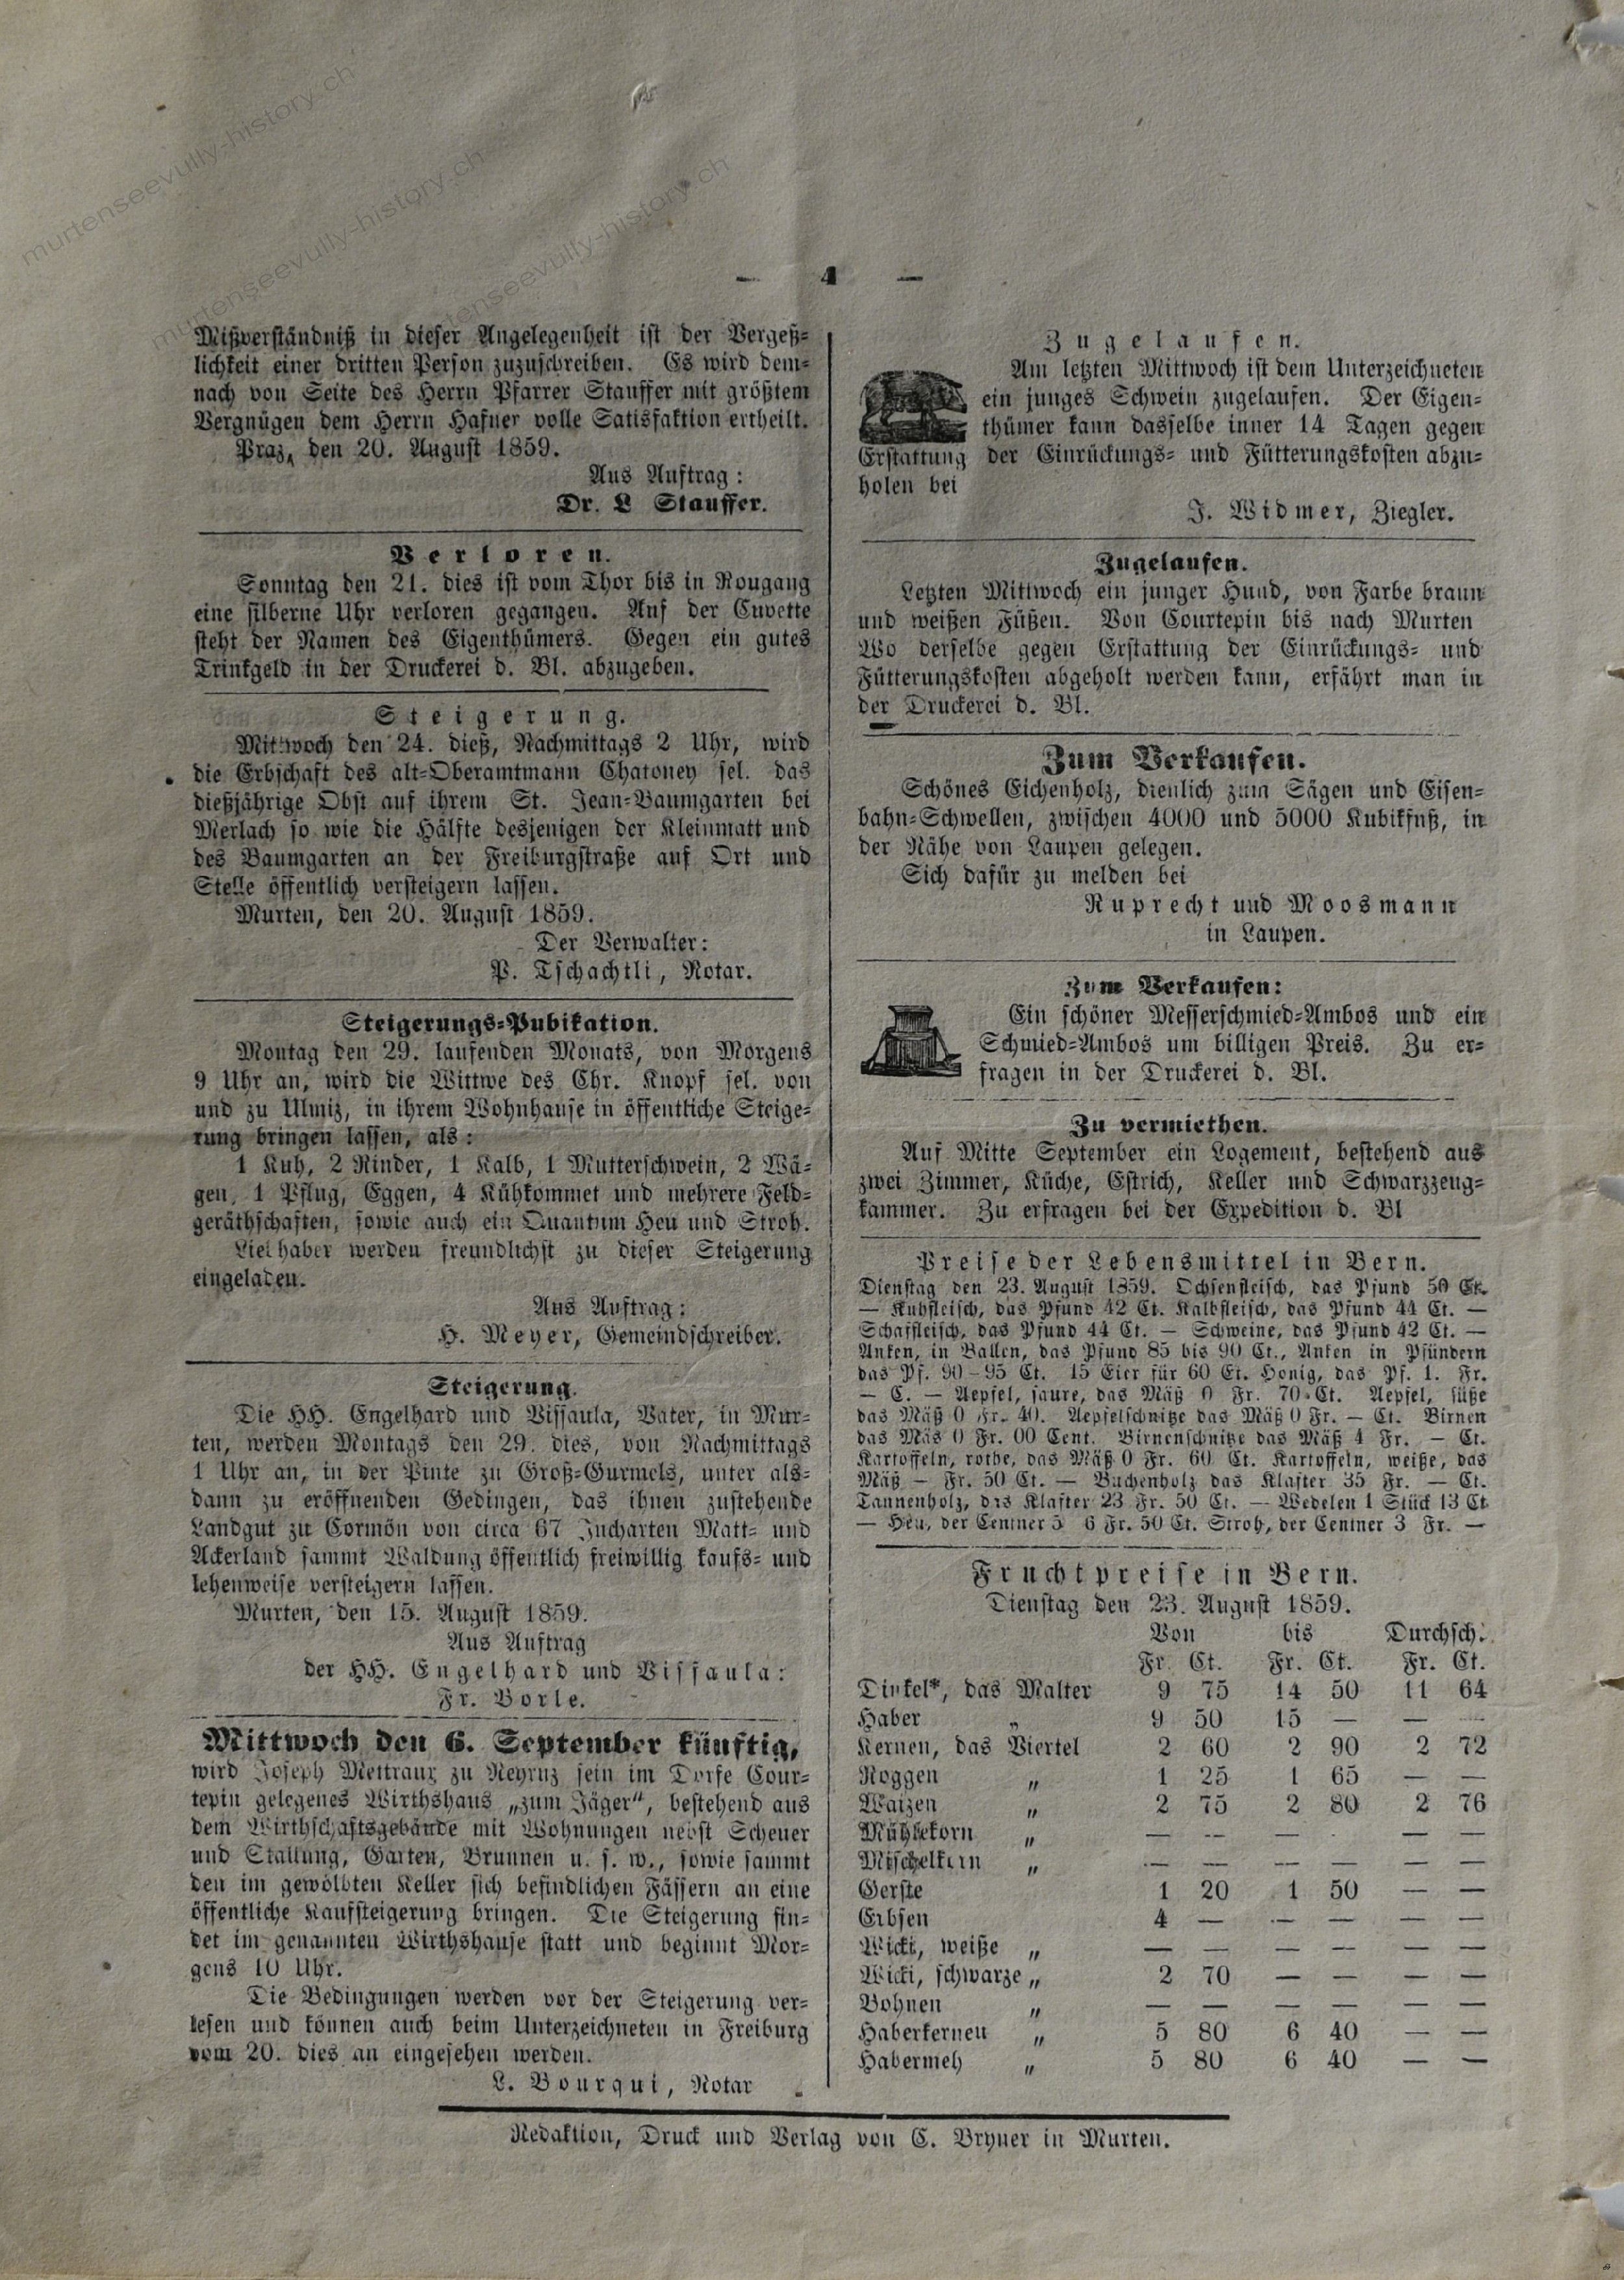 — 4 —
Mißverständniß in dieser Angelegenheit ist der Vergeß-
lichkeit einer dritten Person zuzuschreiben. Es wird dem-
nach von Seite des Herrn Pfarrer Stauffer mit größtem
Vergnügen dem Herrn Hafner volle Satisfaktion ertheilt.
Praz, den 20. August 1859.
Aus Auftrag:
Dr. L Stauffer.
Verloren.
Sonntag den 21. dies ist vom Thor bis in Rougang
eine silberne Uhr verloren gegangen. Auf der Cuvette
steht der Namen des Eigenthümers. Gegen ein gutes
Trinkgeld in der Druckerei d. Bl. abzugeben.
Steigerung.
Mittwoch den 24. dieß, Nachmittags 2 Uhr, wird
die Erbschaft des alt-Oberamtmann Chatoney sel. das
dießjährige Obst auf ihrem St. Jean-Baumgarten bei
Merlach so wie die Hälfte desjenigen der Kleinmatt und
des Baumgarten an der Freiburgstraße auf Ort und
Stelle öffentlich versteigern lassen.
Murten, den 20. August 1859.
Der Verwalter:
P. Tschachtli, Notar.
Steigerungs-Pubikation.
Montag den 29. laufenden Monats, von Morgens
9 Uhr an, wird die Wittwe des Chr. Knopf sel. von
und zu Ulmiz, in ihrem Wohnhause in öffentliche Steige-
rung bringen lassen, als:
1 Kuh, 2 Rinder, 1 Kalb, 1 Mutterschwein, 2 Wä-
gen, 1 Pflug, Eggen, 4 Kühkommet und mehrere Feld-
geräthschaften, sowie auch ein Quantum Heu und Stroh.
Liebhaber werden freundlichst zu dieser Steigerung
eingeladen.
Aus Auftrag:
H. Meyer, Gemeindschreiber.
Steigerung.
Die HH. Engelhard und Vissaula, Vater, in Mur-
ten, werden Montags den 29. dies, von Nachmittags
1 Uhr an, in der Pinte zu Groß-Gurmels, unter als-
dann zu eröffnenden Gedingen, das ihnen zustehende
Landgut zu Cormön von circa 67 Jucharten Matt- und
Ackerland sammt Waldung öffentlich freiwillig kaufs- und
lehenweise versteigern lassen.
Murten, den 15. August 1859.
Aus Auftrag
der HH. Engelhard und Vissaula:
Fr. Borle.
Mittwoch den 6. September künftig,
wird Joseph Mettraux zu Neyruz sein im Dorfe Cour-
tepin gelegenes Wirthshaus „zum Jäger“, bestehend aus
dem Wirthschaftsgebäude mit Wohnungen nebst Scheuer
und Stallung, Garten, Brunnen u. s. w., sowie sammt
den im gewölbten Keller sich befindlichen Fässern an eine
öffentliche Kaufsteigerung bringen. Die Steigerung fin-
det im genannten Wirthshause statt und beginnt Mor-
gens 10 Uhr.
Die Bedingungen werden vor der Steigerung ver-
lesen und können auch beim Unterzeichneten in Freiburg
vom 20. dies an eingesehen werden.
L. Bourqui, Notar
Zugelaufen.
Am letzten Mittwoch ist dem Unterzeichneten
ein junges Schwein zugelaufen. Der Eigen-
thümer kann dasselbe inner 14 Tagen gegen
Erstattung der Einrückungs- und Fütterungskosten abzu-
holen bei
J. Widmer, Ziegler.
Zugelaufen.
Letzten Mittwoch ein junger Hund, von Farbe braun
und weißen Füßen. Von Courtepin bis nach Murten
Wo derselbe gegen Erstattung der Einrückungs- und
Fütterungskosten abgeholt werden kann, erfährt man in
der Druckerei d. Bl.
Zum Verkaufen.
Schönes Eichenholz, dienlich zum Sägen und Eisen-
bahn-Schwellen, zwischen 4000 und 5000 Kubikfuß, in
der Nähe von Laupen gelegen.
Sich dafür zu melden bei
Ruprecht und Moosmann
in Laupen.
Zum Verkaufen:
Ein schöner Messerschmied-Ambos und ein
Schmied-Ambos um billigen Preis. Zu er-
fragen in der Druckerei d. Bl.
Zu vermiethen.
Auf Mitte September ein Logement, bestehend aus
zwei Zimmer, Küche, Estrich, Keller und Schwarzzeug-
kammer. Zu erfragen bei der Expedition d. Bl
Preise der Lebensmittel in Bern.
Dienstag den 23. August 1859. Ochsenfleisch, das Pfund 50 Ct.
— Kuhfleisch, das Pfund 42 Ct. Kalbfleisch, das Pfund 44 Ct. —
Schaffleisch, das Pfund 44 Ct. — Schweine, das Pfund 42 Ct. —
Anken, in Ballen, das Pfund 85 bis 90 Ct., Anken in Pfündern
das Pf. 90-95 Ct. 15 Eier für 60 Ct. Honig, das Pf. 1. Fr.
— C. — Aepfel, saure, das Mäß 0 Fr. 70 Ct. Aepfel, süße
das Mäß 0 Fr. 40. Aepfelschnitze das Mäß 0 Fr. — Ct. Birnen
das Mäs 0 Fr. 00 Cent. Birnenschnitze das Mäß 4 Fr. — Ct.
Kartoffeln, rothe, das Mäß 0 Fr. 60 Ct. Kartoffeln, weiße, das
Mäß — Fr. 50 Ct. — Buchenholz das Klafter 35 Fr. — Ct.
Tannenholz, das Klafter 23 Fr. 50 Ct. — Wedelen 1 Stück 13 Ct
— Heu, der Centner 5 6 Fr. 50 Ct. Stroh, der Centner 3 Fr. —
Fruchtpreise in Bern.
Dienstag den 23. August 1859.
Von bis Durchsch.
Fr. Ct. Fr. Ct. Fr. Ct.
Dinkel*, das Malter 9 75 14 50 11 64
Haber „ 9 50 15 — — —
Kernen, das Viertel 2 60 2 90 2 72
Roggen „ 1 25 1 65 — —
Waizen „ 2 75 2 80 2 76
Mühlekorn „ — — — — —
Mischelkorn „ — — — — — —
Gerste 1 20 1 50 — —
Erbsen 4 — — — — —
Wicki, weiße „ — — — — — —
Wicki, schwarze „ 2 70 — — — —
Bohnen „ — — — — — —
Haberkernen „ 5 80 6 40 — —
Habermeh „ 5 80 6 40 — —
Redaktion, Druck und Verlag von C. Bryner in Murten.
murtenseevully-history.ch
murtenseevully-history.ch
murtenseevully-history.ch